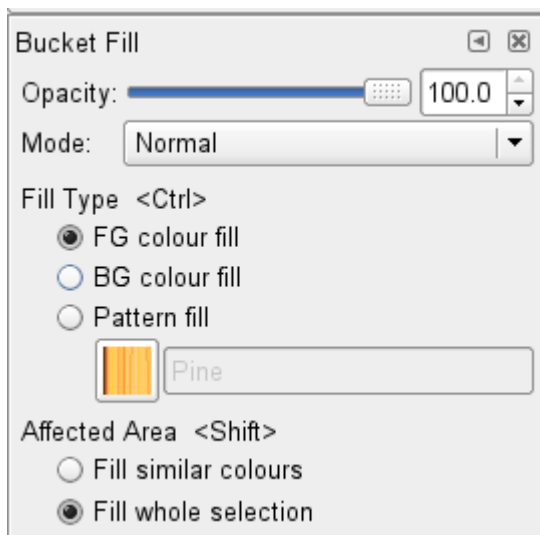 Bucket Fill
Opacity: 100.0
Mode: Normal
Fill Type <Ctrl>
FG colour fill
BG colour fill
Pattern fill
Pine
Affected Area <Shift>
Fill similar colours
Fill whole selection